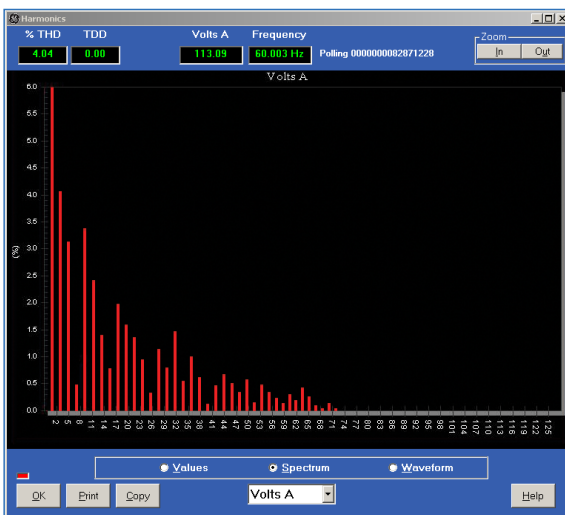 Harmonics
% THD TDD Volts A Frequency Zoom
4.04 0.00 113.09 60.003 Hz Polling 0000000082871228 In Out
Volts A
6.0
5.5
5.0
4.5
4.0
3.5
3.0
2.5
2.0
1.5
1.0
0.5
0.0
(%)
2 5 8 11 14 17 20 23 26 29 32 35 38 41 44 47 50 53 56 59 62 65 68 71 74 77 80 83 86 89 92 95 98 101 104 107 110 113 116 119 122 125
Values Spectrum Waveform
OK Print Copy Volts A Help